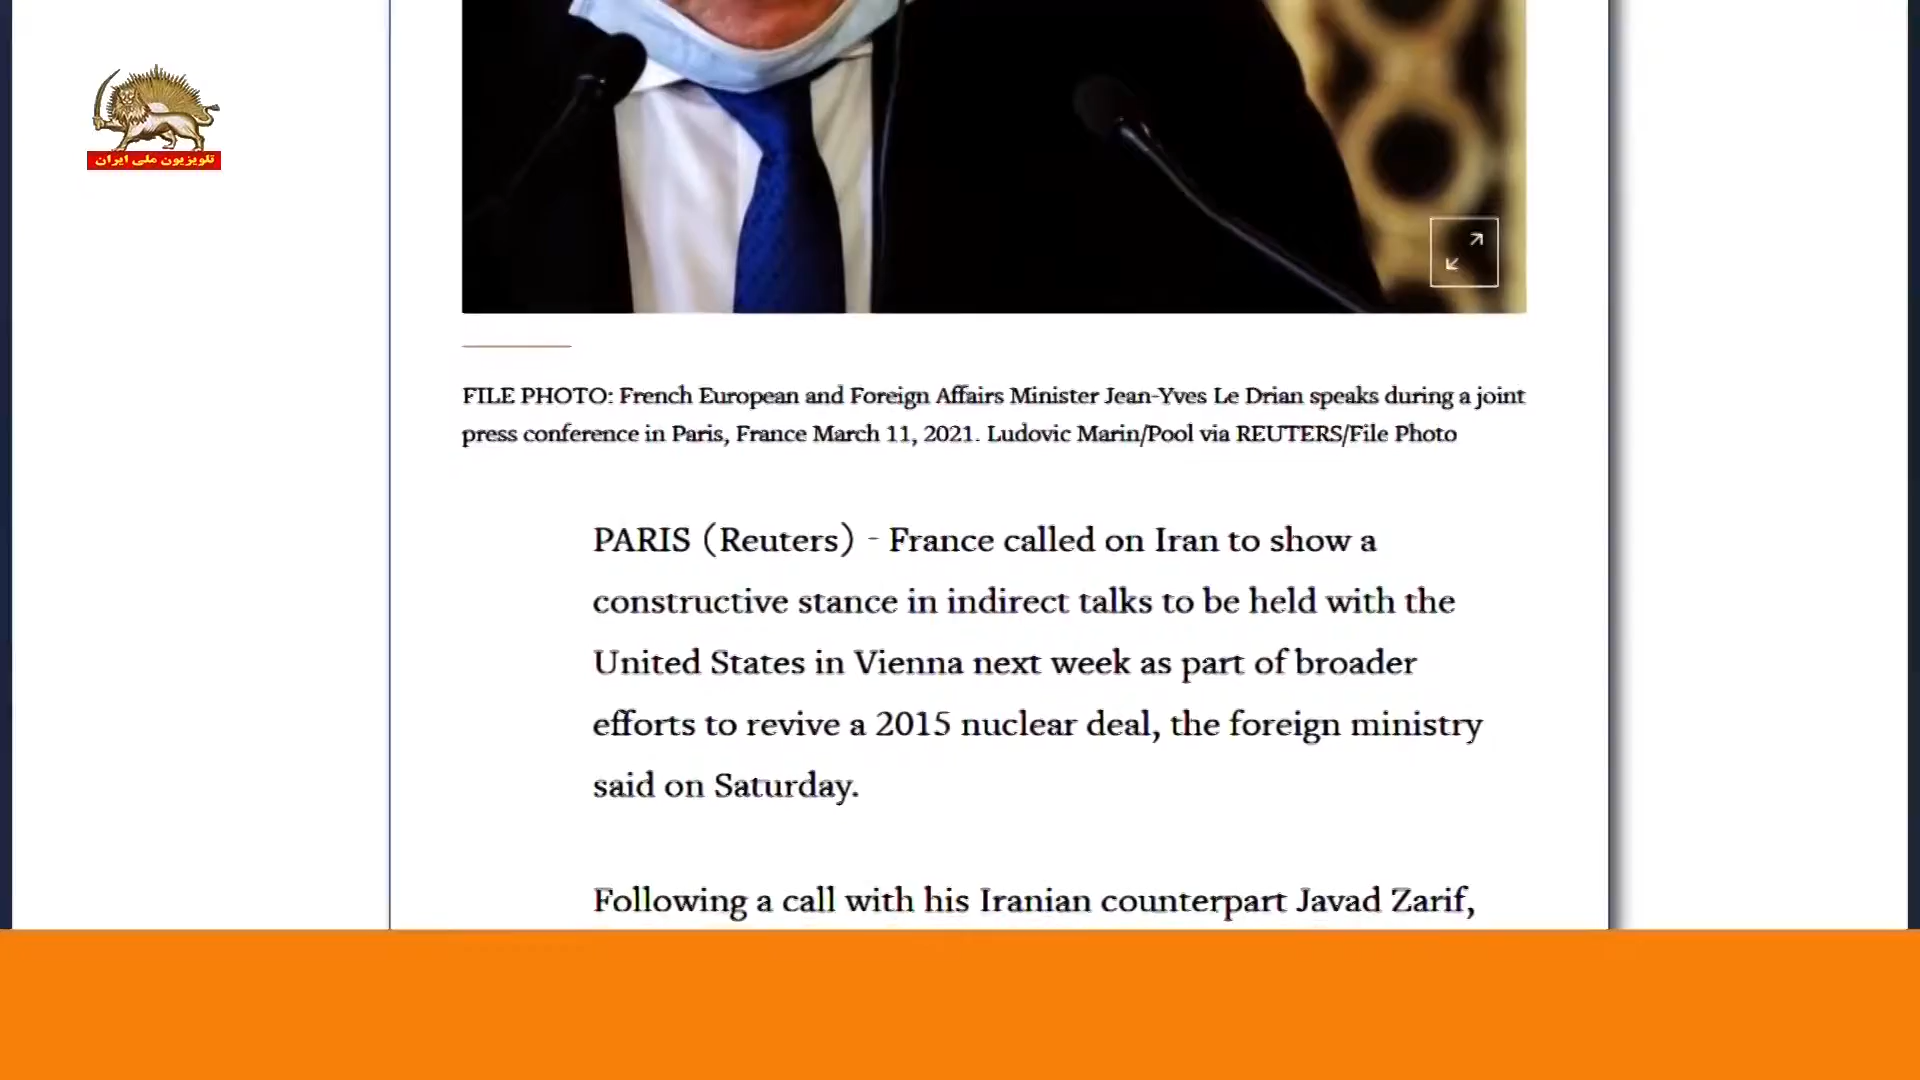 تلویزیون ملی ایران
FILE PHOTO: French European and Foreign Affairs Minister Jean-Yves Le Drian speaks during a joint
press conference in Paris, France March 11, 2021. Ludovic Marin/Pool via REUTERS/File Photo
PARIS (Reuters) - France called on Iran to show a
constructive stance in indirect talks to be held with the
United States in Vienna next week as part of broader
efforts to revive a 2015 nuclear deal, the foreign ministry
said on Saturday.
Following a call with his Iranian counterpart Javad Zarif,